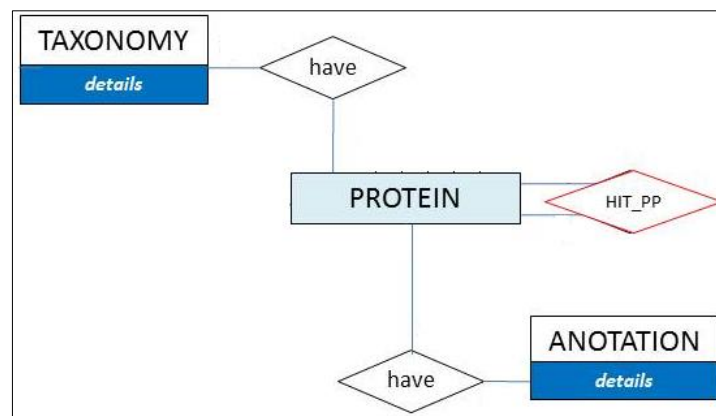 TAXONOMY
details
have
PROTEIN
HIT_PP
ANOTATION
have
details